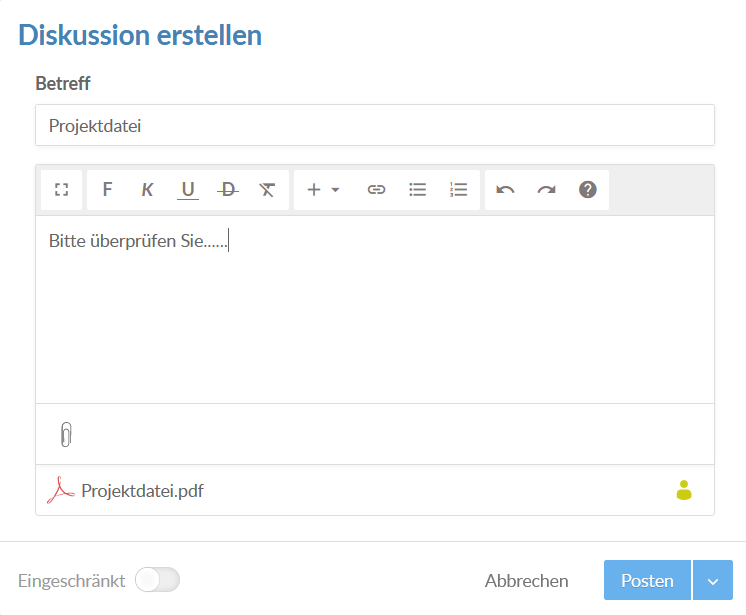 Diskussion erstellen
Betreff
Projektdatei
F K U D
Bitte überprüfen Sie......
Projektdatei.pdf
Eingeschränkt Abbrechen Posten